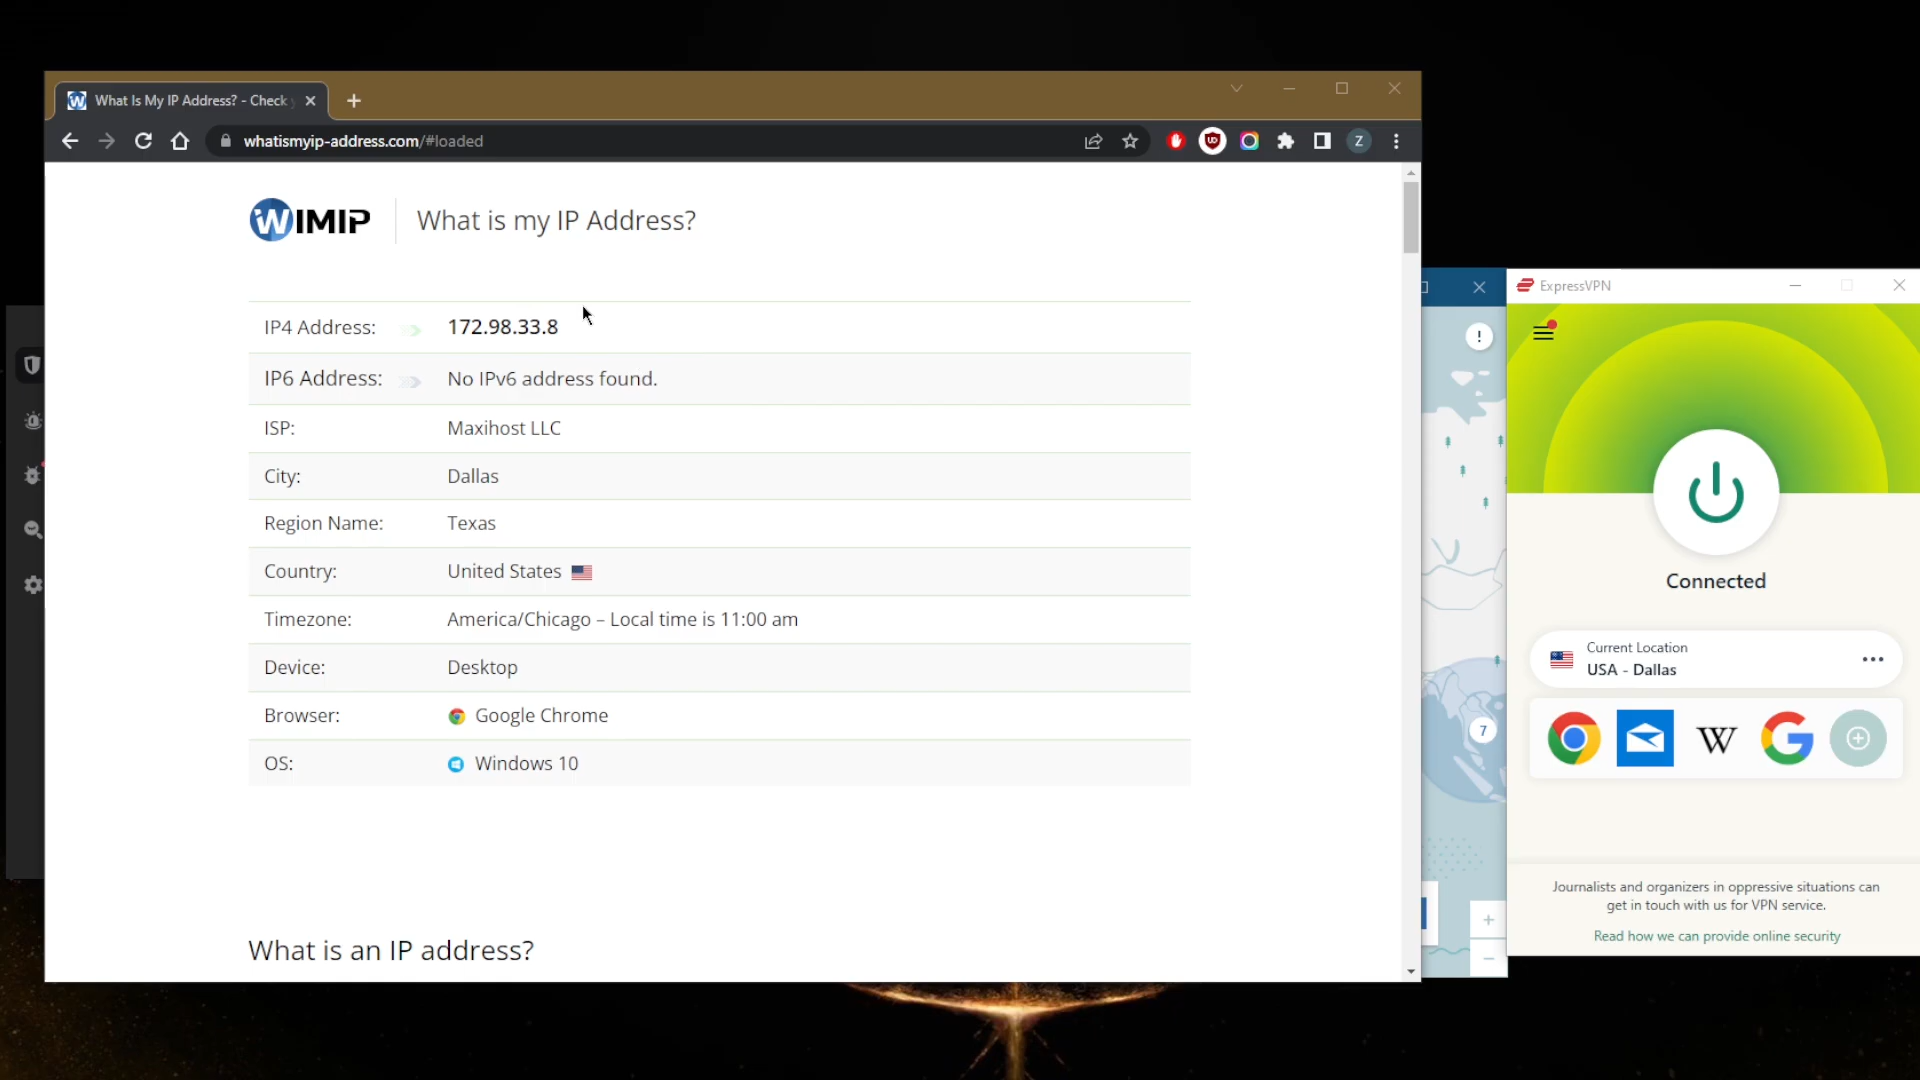 What Is My IP Address? - Check
whatismyip-address.com/#loaded
Z
WIMIP
What is my IP Address?
IP4 Address: 172.98.33.8
IP6 Address: No IPv6 address found.
ISP: Maxihost LLC
City: Dallas
Region Name: Texas
Country: United States
Timezone: America/Chicago – Local time is 11:00 am
Device: Desktop
Browser: Google Chrome
OS: Windows 10
What is an IP address?
7
ExpressVPN
Connected
Current Location
USA - Dallas
W
Journalists and organizers in oppressive situations can
get in touch with us for VPN service.
Read how we can provide online security